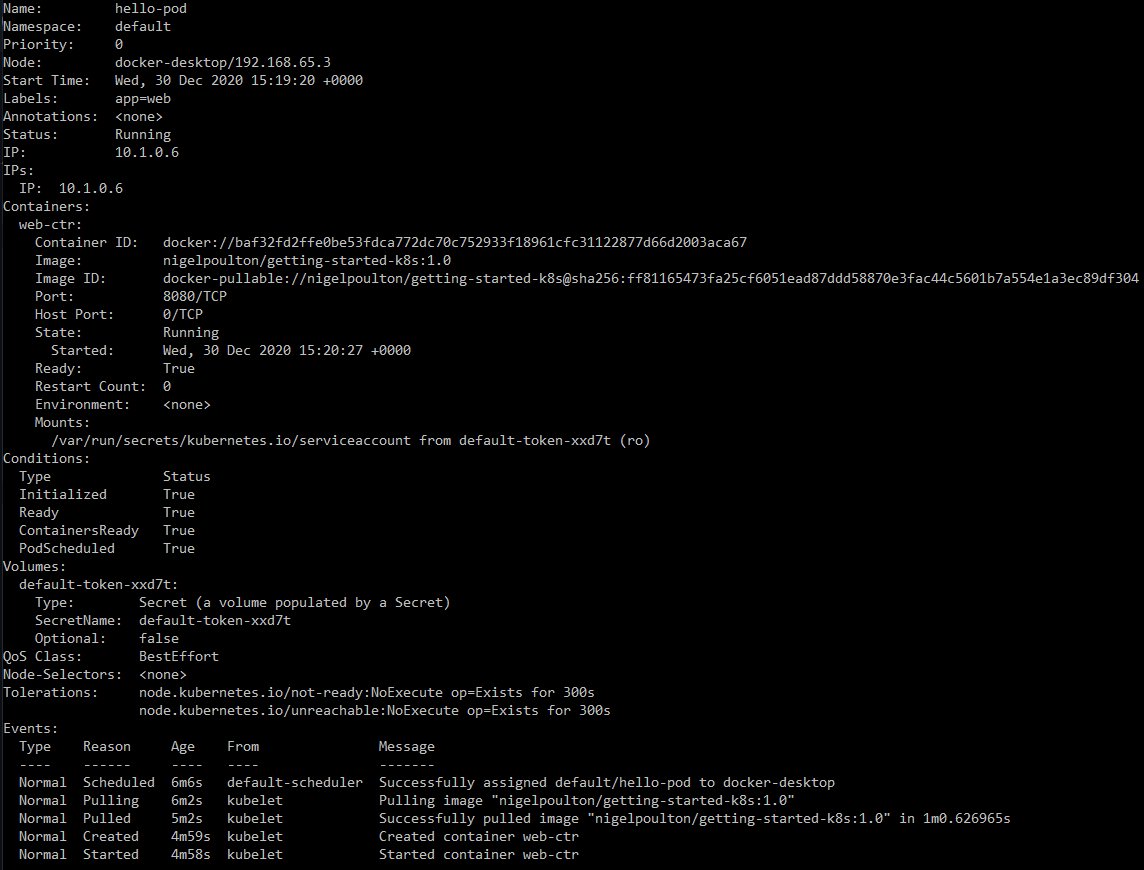 Name:         hello-pod
Namespace:    default
Priority:     0
Node:         docker-desktop/192.168.65.3
Start Time:   Wed, 30 Dec 2020 15:19:20 +0000
Labels:       app=web
Annotations:  <none>
Status:       Running
IP:           10.1.0.6
IPs:
  IP:  10.1.0.6
Containers:
  web-ctr:
    Container ID:   docker://baf32fd2ffe0be53fdca772dc70c752933f18961cfc31122877d66d2003aca67
    Image:          nigelpoulton/getting-started-k8s:1.0
    Image ID:       docker-pullable://nigelpoulton/getting-started-k8s@sha256:ff81165473fa25cf6051ead87ddd58870e3fac44c5601b7a554e1a3ec89df304
    Port:           8080/TCP
    Host Port:      0/TCP
    State:          Running
      Started:      Wed, 30 Dec 2020 15:20:27 +0000
    Ready:          True
    Restart Count:  0
    Environment:    <none>
    Mounts:
      /var/run/secrets/kubernetes.io/serviceaccount from default-token-xxd7t (ro)
Conditions:
  Type              Status
  Initialized       True
  Ready             True
  ContainersReady   True
  PodScheduled      True
Volumes:
  default-token-xxd7t:
    Type:        Secret (a volume populated by a Secret)
    SecretName:  default-token-xxd7t
    Optional:    false
QoS Class:       BestEffort
Node-Selectors:  <none>
Tolerations:     node.kubernetes.io/not-ready:NoExecute op=Exists for 300s
                 node.kubernetes.io/unreachable:NoExecute op=Exists for 300s
Events:
  Type    Reason     Age    From               Message
  ----    ------     ----   ----               -------
  Normal  Scheduled  6m6s   default-scheduler  Successfully assigned default/hello-pod to docker-desktop
  Normal  Pulling    6m2s   kubelet            Pulling image "nigelpoulton/getting-started-k8s:1.0"
  Normal  Pulled     5m2s   kubelet            Successfully pulled image "nigelpoulton/getting-started-k8s:1.0" in 1m0.626965s
  Normal  Created    4m59s  kubelet            Created container web-ctr
  Normal  Started    4m58s  kubelet            Started container web-ctr